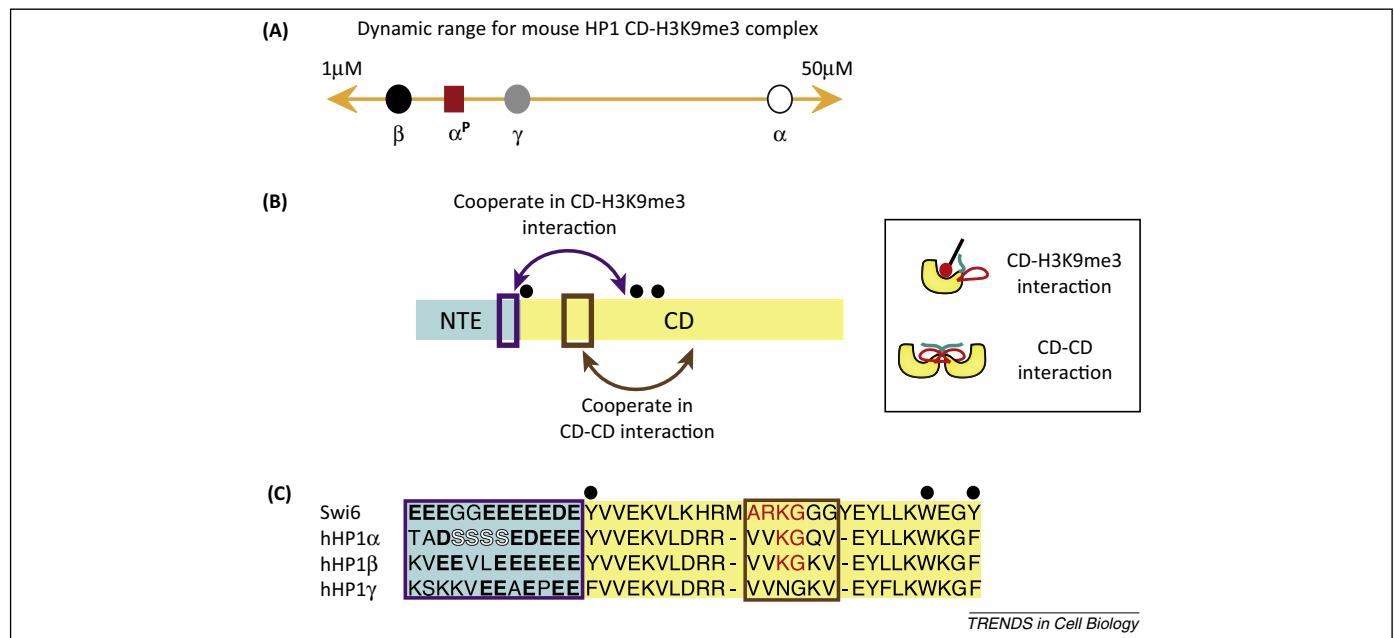 (A) Dynamic range for mouse HP1 CD-H3K9me3 complex
1μM 50μM
β αᴾ γ α
(B)
Cooperate in CD-H3K9me3
interaction
NTE CD
Cooperate in
CD-CD interaction
CD-H3K9me3
interaction
CD-CD
interaction
(C)
Swi6 EEEGGEEEEEDEYVVEKVLKHRMARKGGGYEYLLKWEGY
hHP1α TADSSSSEDEEEYVVEKVLDRR-VVKGQV-EYLLKWKGF
hHP1β KVEEVLEEEEEEYVVEKVLDRR-VVKGKV-EYLLKWKGF
hHP1γ KSKKVEEAEPEEFVVEKVLDRR-VVNGKV-EYFLKWKGF
TRENDS in Cell Biology